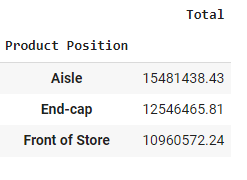 Total
Product Position
Aisle 15481438.43
End-cap 12546465.81
Front of Store 10960572.24